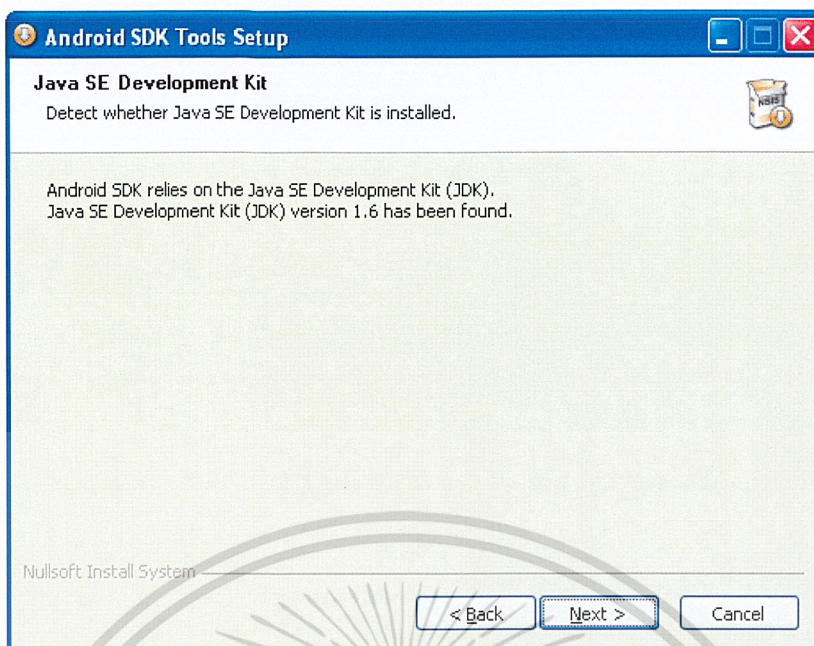 Android SDK Tools Setup
Java SE Development Kit
Detect whether Java SE Development Kit is installed.
NSIS
Android SDK relies on the Java SE Development Kit (JDK).
Java SE Development Kit (JDK) version 1.6 has been found.
Nullsoft Install System
< Back
Next >
Cancel